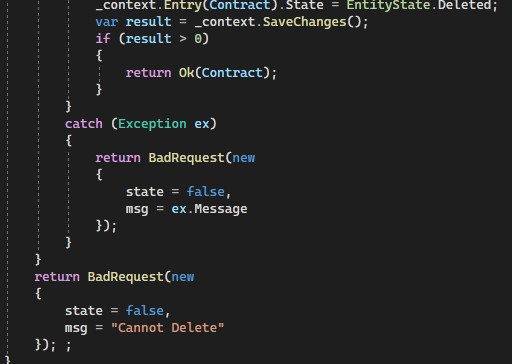 _context.Entry(Contract).State = EntityState.Deleted;
var result = _context.SaveChanges();
if (result > 0)
{
return Ok(Contract);
}
}
catch (Exception ex)
{
return BadRequest(new
{
state = false,
msg = ex.Message
});
}
}
return BadRequest(new
{
state = false,
msg = "Cannot Delete"
}); ;
}